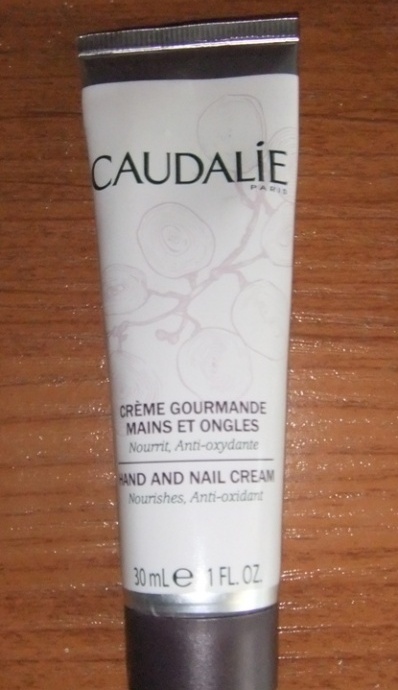 CAUDALÍE
PARIS
CRÈME GOURMANDE
MAINS ET ONGLES
Nourrit, Anti-oxydante
HAND AND NAIL CREAM
Nourishes, Anti-oxidant
30 mL ℮ 1 FL. OZ.